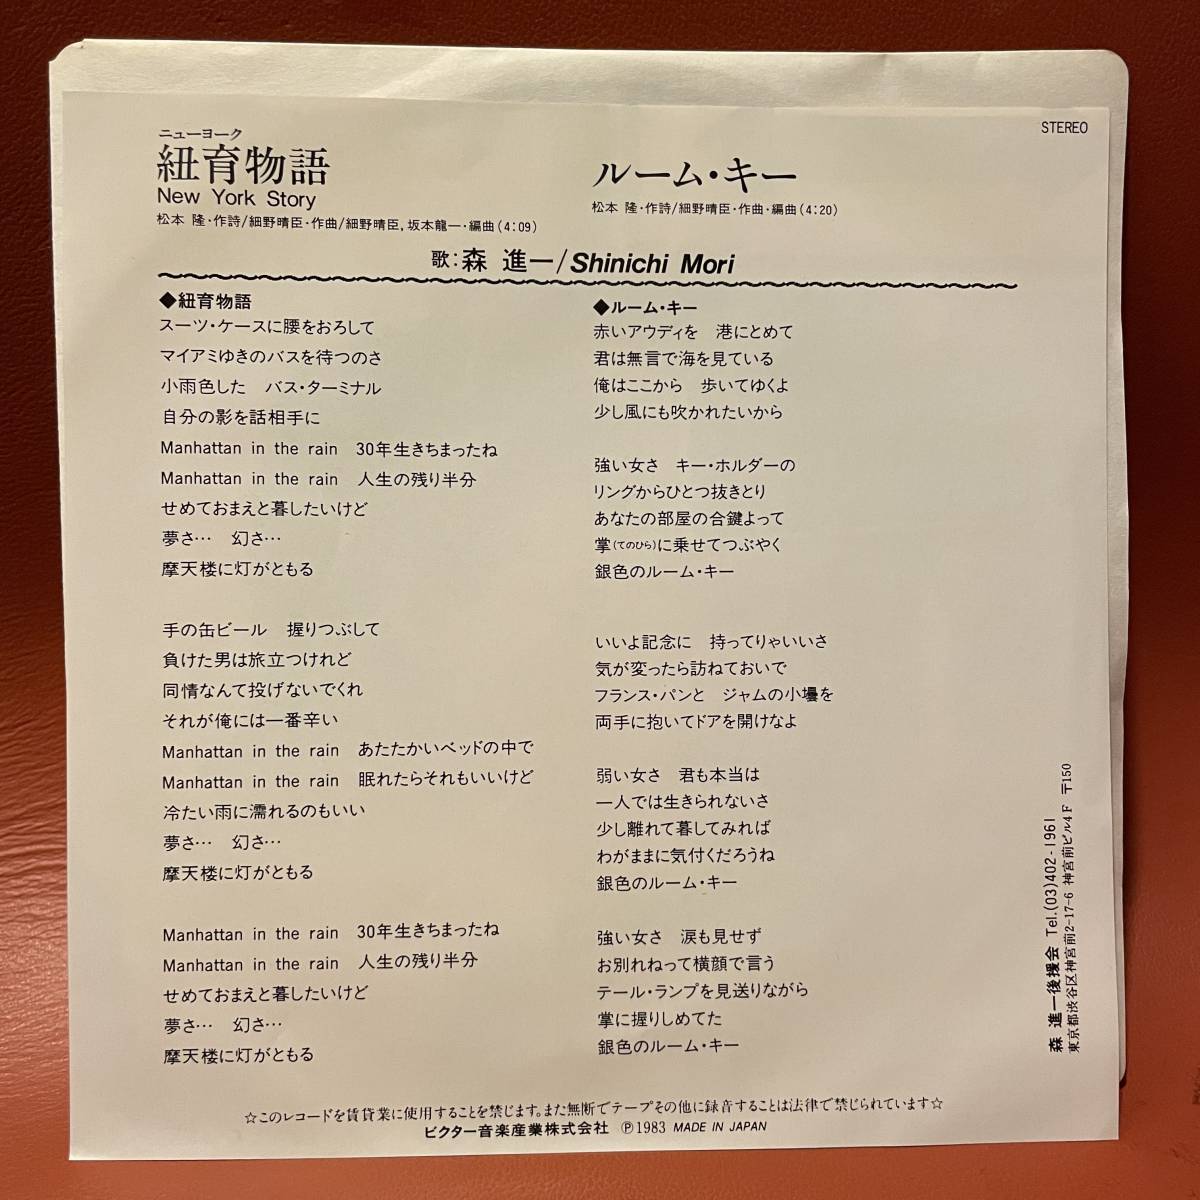 STEREO
ニューヨーク
紐育物語
New York Story
松本 隆・作詩/細野晴臣・作曲/細野晴臣,坂本龍一・編曲(4:09)
ルーム・キー
松本 隆・作詩/細野晴臣・作曲・編曲(4:20)
歌:森 進一/Shinichi Mori
◆紐育物語
スーツ・ケースに腰をおろして
マイアミゆきのバスを待つのさ
小雨色した　バス・ターミナル
自分の影を話相手に
Manhattan in the rain　30年生きちまったね
Manhattan in the rain　人生の残り半分
せめておまえと暮したいけど
夢さ…　幻さ…
摩天楼に灯がともる
手の缶ビール　握りつぶして
負けた男は旅立つけれど
同情なんて投げないでくれ
それが俺には一番辛い
Manhattan in the rain　あたたかいベッドの中で
Manhattan in the rain　眠れたらそれもいいけど
冷たい雨に濡れるのもいい
夢さ…　幻さ…
摩天楼に灯がともる
Manhattan in the rain　30年生きちまったね
Manhattan in the rain　人生の残り半分
せめておまえと暮したいけど
夢さ…　幻さ…
摩天楼に灯がともる
◆ルーム・キー
赤いアウディを　港にとめて
君は無言で海を見ている
俺はここから　歩いてゆくよ
少し風にも吹かれたいから
強い女さ　キー・ホルダーの
リングからひとつ抜きとり
あなたの部屋の合鍵よって
掌(てのひら)に乗せてつぶやく
銀色のルーム・キー
いいよ記念に　持ってりゃいいさ
気が変ったら訪ねておいで
フランス・パンと　ジャムの小壜を
両手に抱いてドアを開けなよ
弱い女さ　君も本当は
一人では生きられないさ
少し離れて暮してみれば
わがままに気付くだろうね
銀色のルーム・キー
強い女さ　涙も見せず
お別れねって横顔で言う
テール・ランプを見送りながら
掌に握りしめてた
銀色のルーム・キー
森 進一後援会 Tel.(03)402-1961
東京都渋谷区神宮前2-17-6 神宮前ビル4F 〒150
☆このレコードを賃貸業に使用することを禁じます。また無断でテープその他に録音することは法律で禁じられています☆
ビクター音楽産業株式会社 Ⓟ1983 MADE IN JAPAN